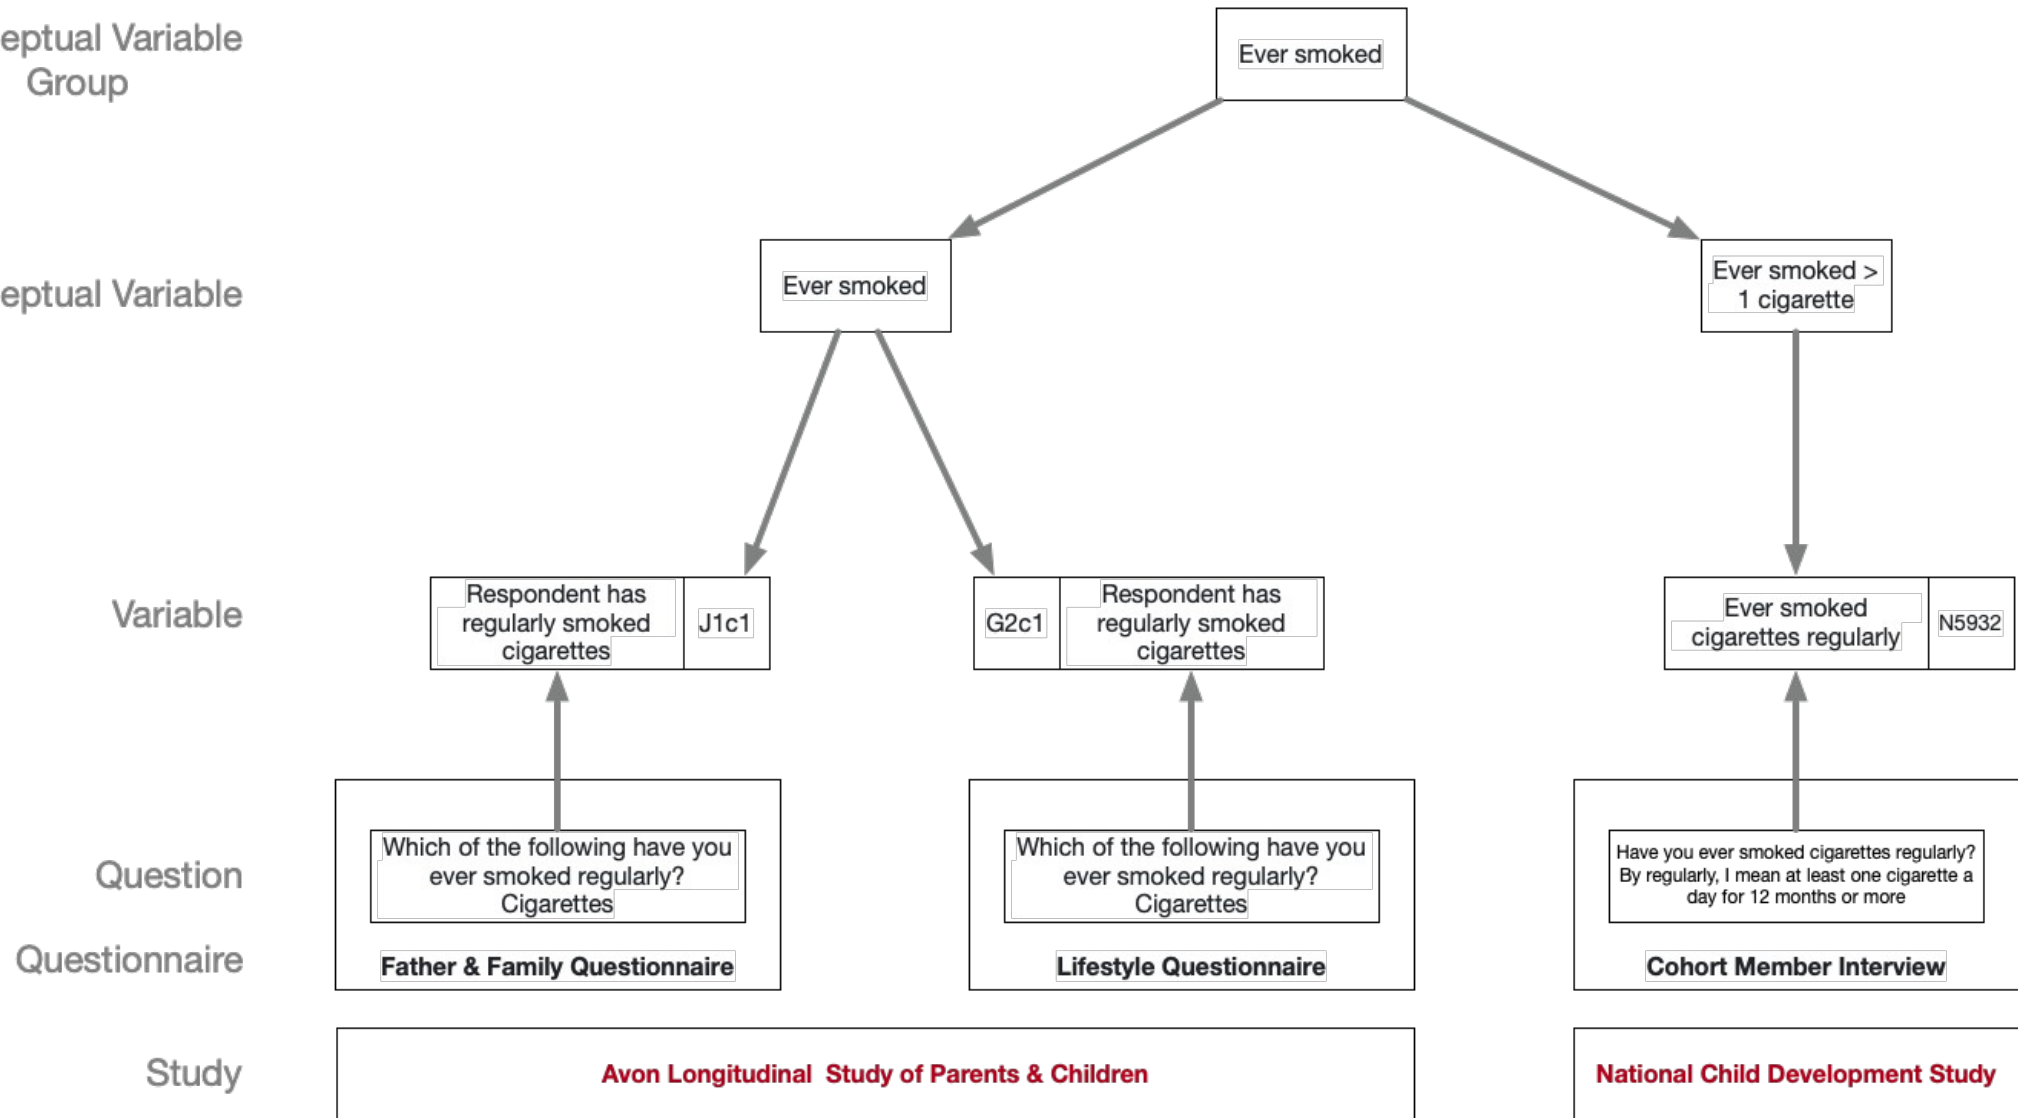 eptual Variable
Group
Ever smoked
eptual Variable
Ever smoked
Ever smoked >
1 cigarette
Variable
Respondent has
regularly smoked
cigarettes
J1c1
G2c1
Respondent has
regularly smoked
cigarettes
Ever smoked
cigarettes regularly
N5932
Question
Which of the following have you
ever smoked regularly?
Cigarettes
Which of the following have you
ever smoked regularly?
Cigarettes
Have you ever smoked cigarettes regularly?
By regularly, I mean at least one cigarette a
day for 12 months or more
Questionnaire
Father & Family Questionnaire
Lifestyle Questionnaire
Cohort Member Interview
Study
Avon Longitudinal Study of Parents & Children
National Child Development Study